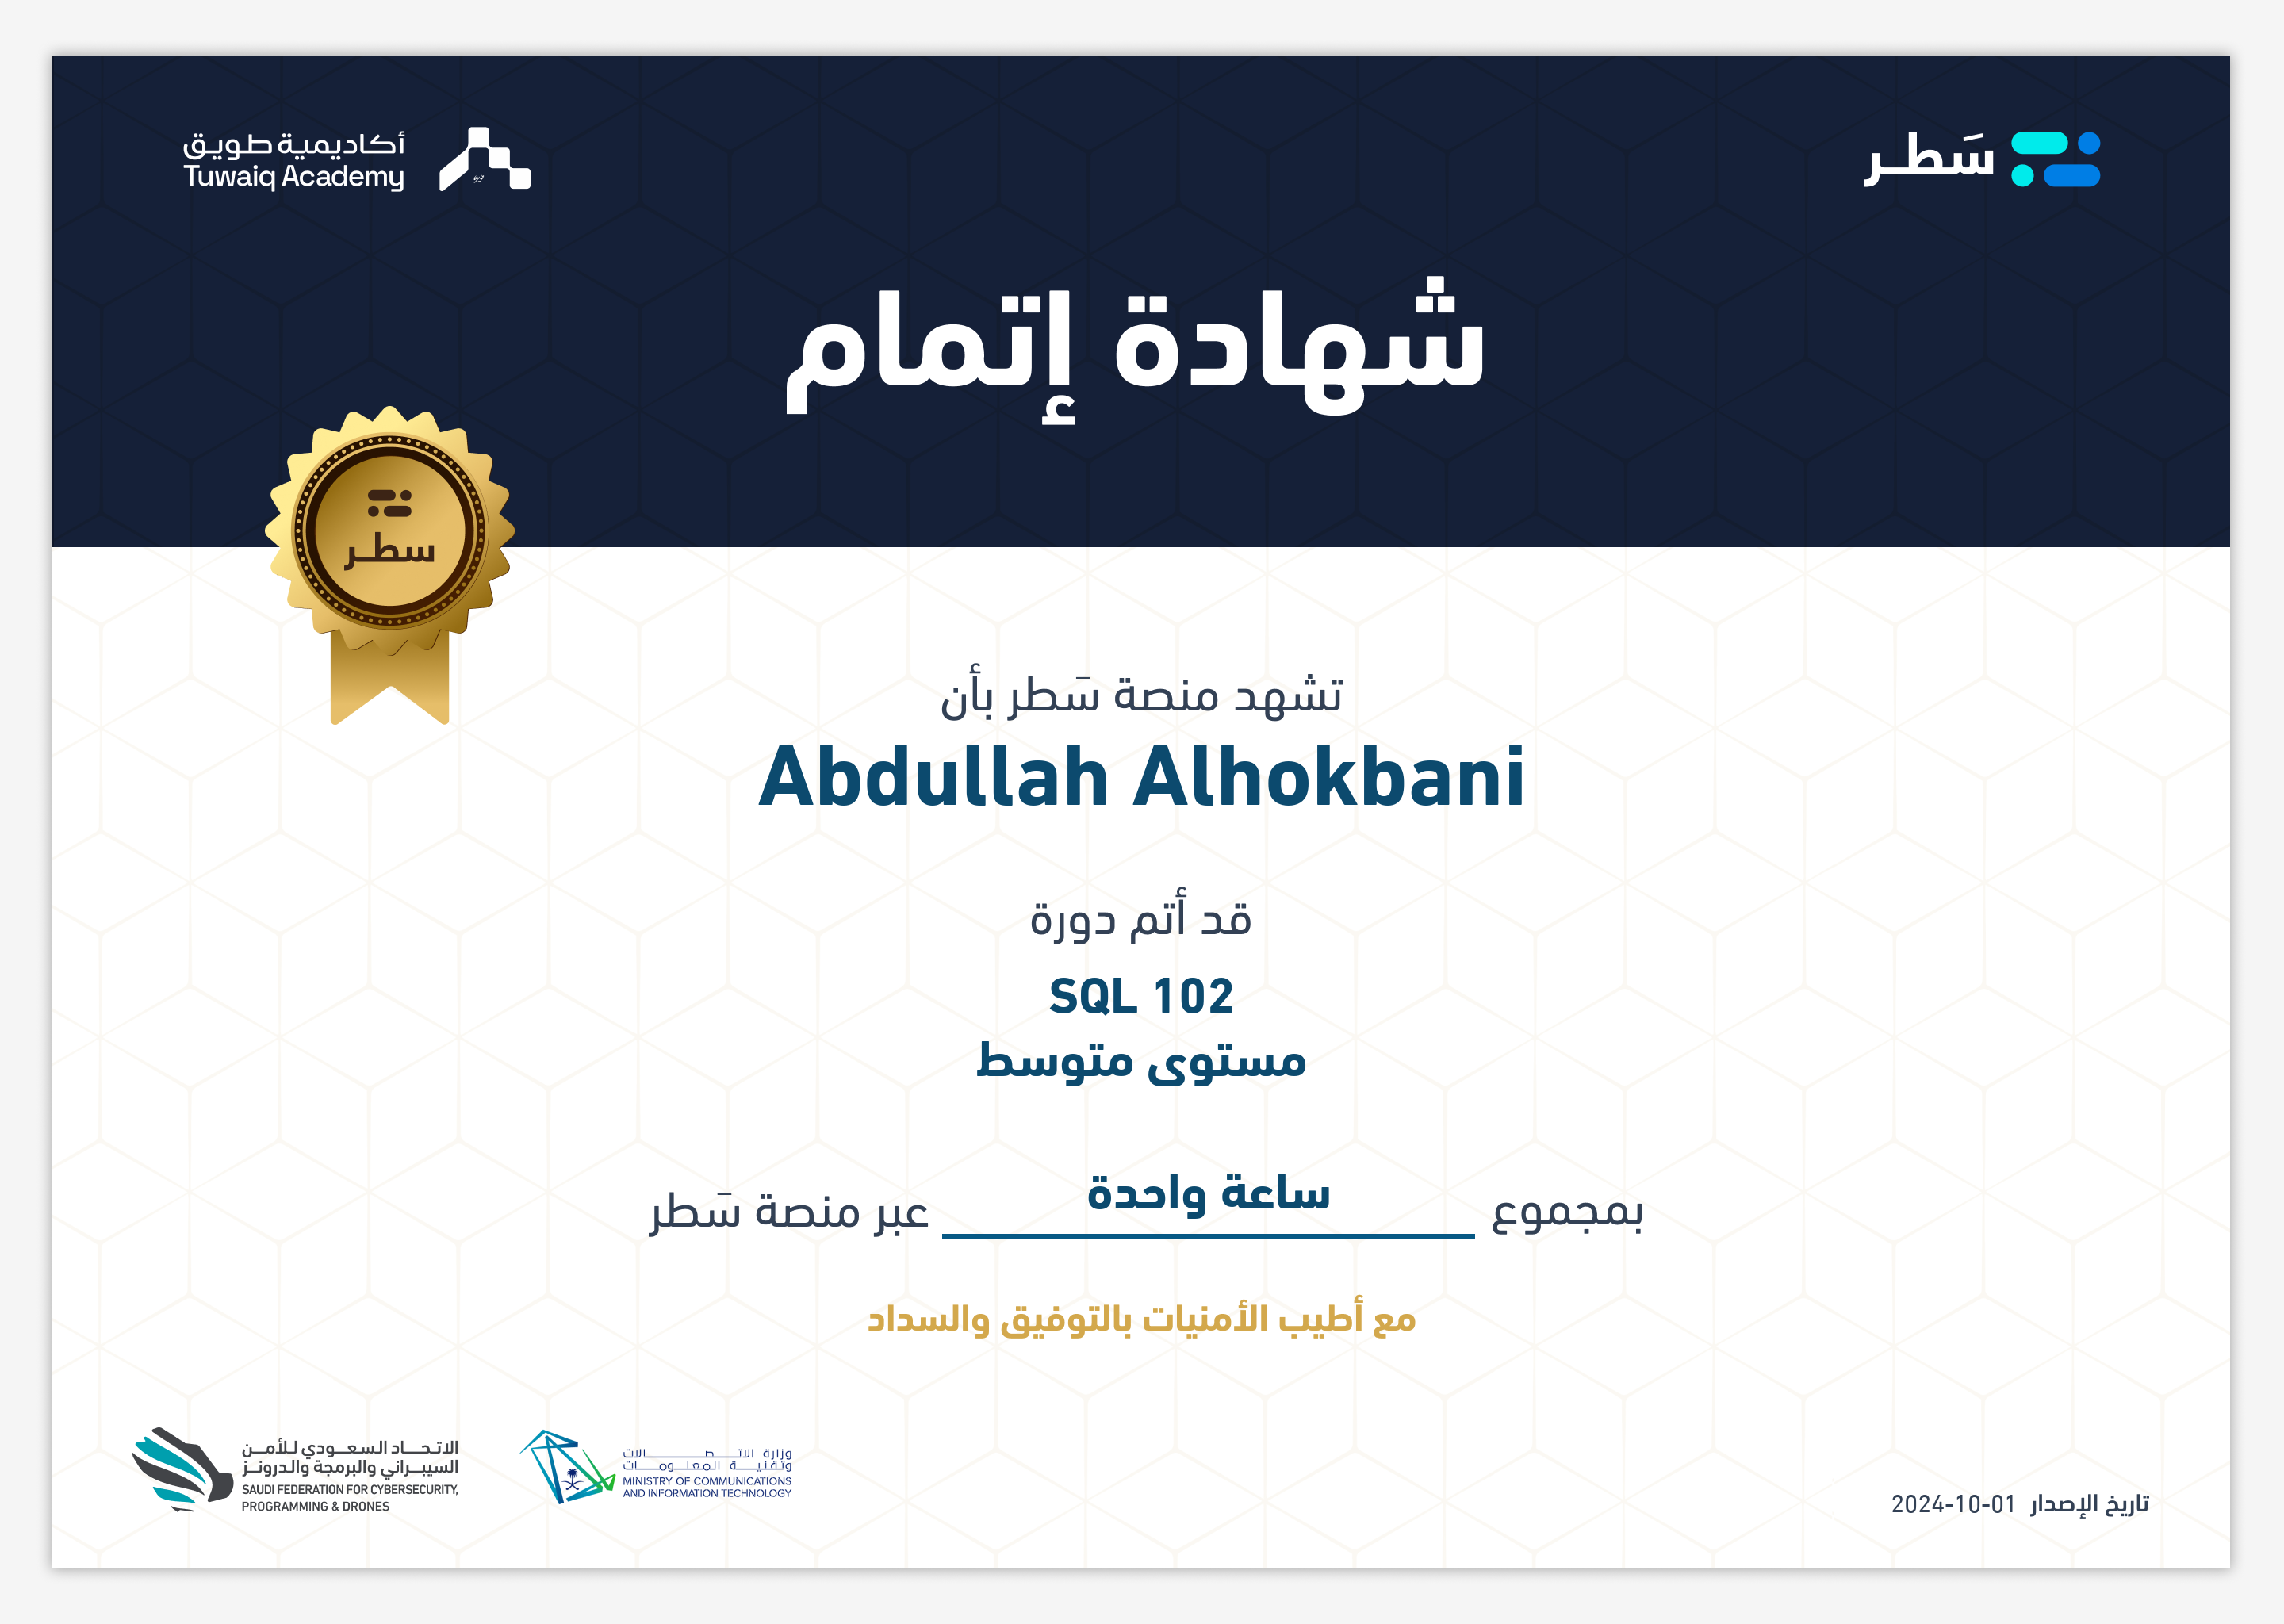 سَطر
أكاديمية طويق
Tuwaiq Academy
شهادة إتمام
سطر
تشهد منصة سَطر بأن
Abdullah Alhokbani
قد أتم دورة
SQL 102
مستوى متوسط
بمجموع ساعة واحدة عبر منصة سَطر
مع أطيب الأمنيات بالتوفيق والسداد
وزارة الاتصالات
وتقنية المعلومات
MINISTRY OF COMMUNICATIONS
AND INFORMATION TECHNOLOGY
الاتحاد السعودي للأمن
السيبراني والبرمجة والدرونز
SAUDI FEDERATION FOR CYBERSECURITY,
PROGRAMMING & DRONES
تاريخ الإصدار 2024-10-01